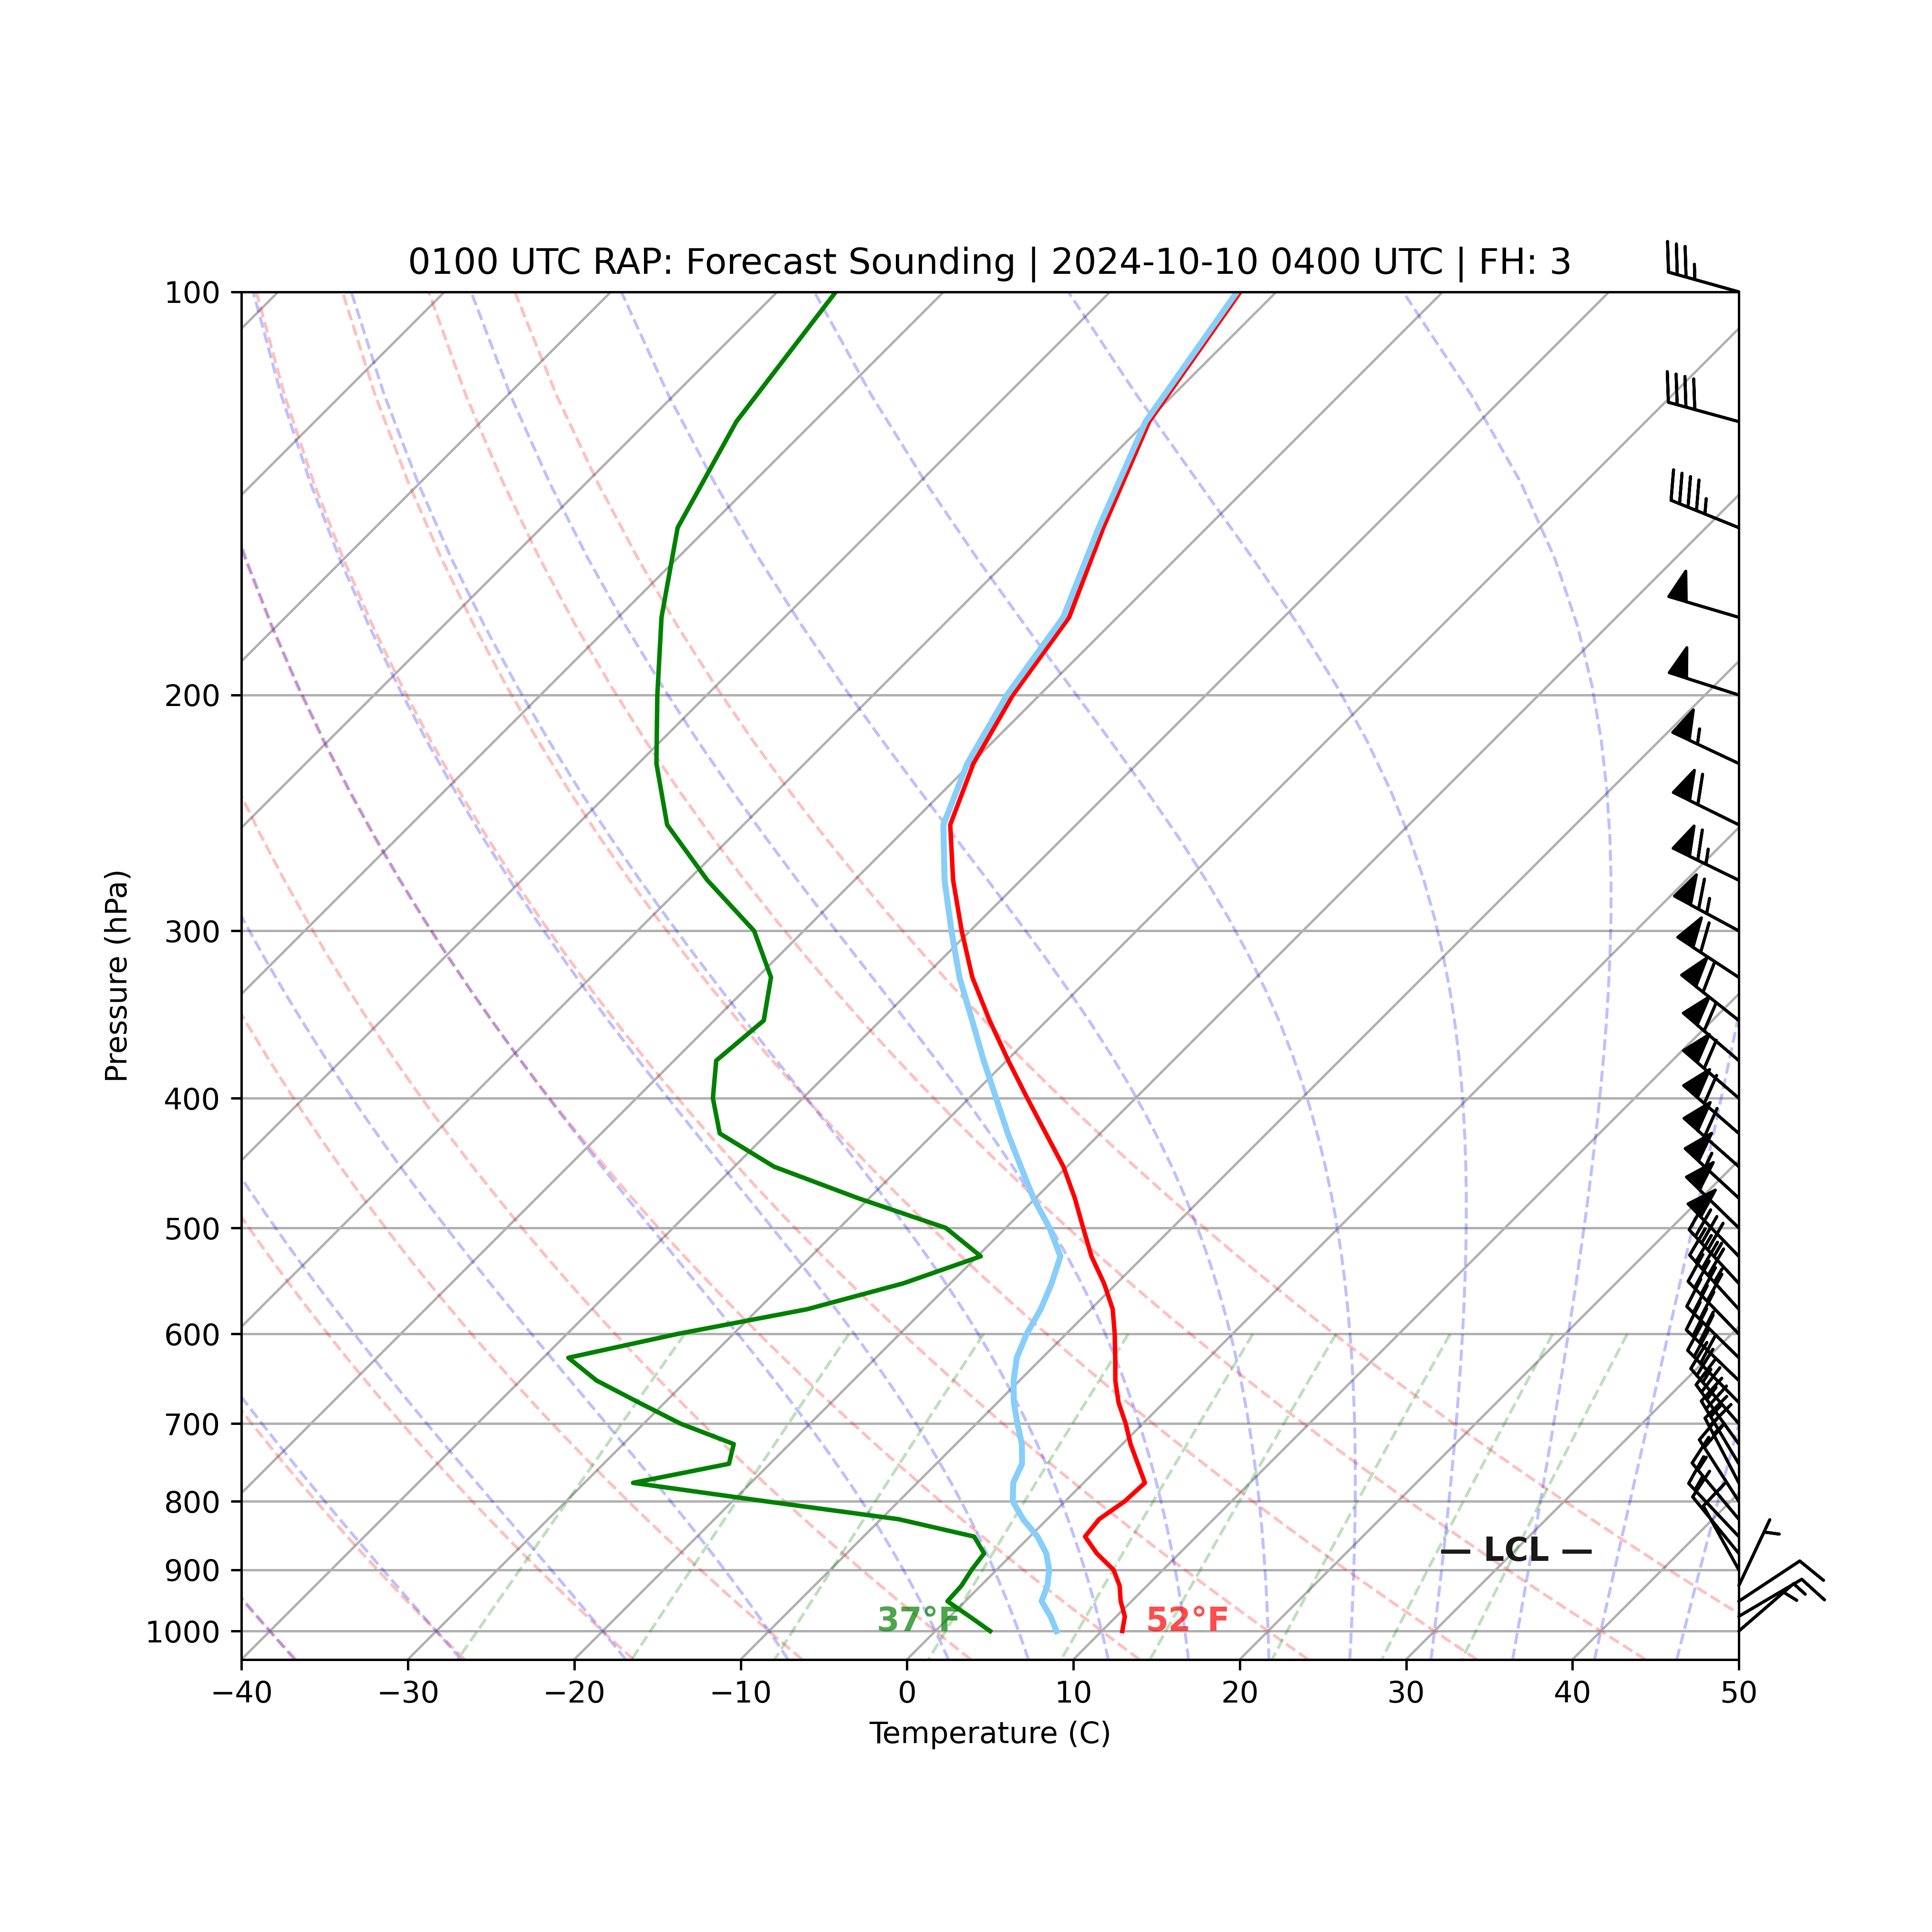 0100 UTC RAP: Forecast Sounding | 2024-10-10 0400 UTC | FH: 3
100
200
300
400
500
600
700
800
900
1000
Pressure (hPa)
— LCL —
37°F
52°F
−40 −30 −20 −10 0 10 20 30 40 50
Temperature (C)